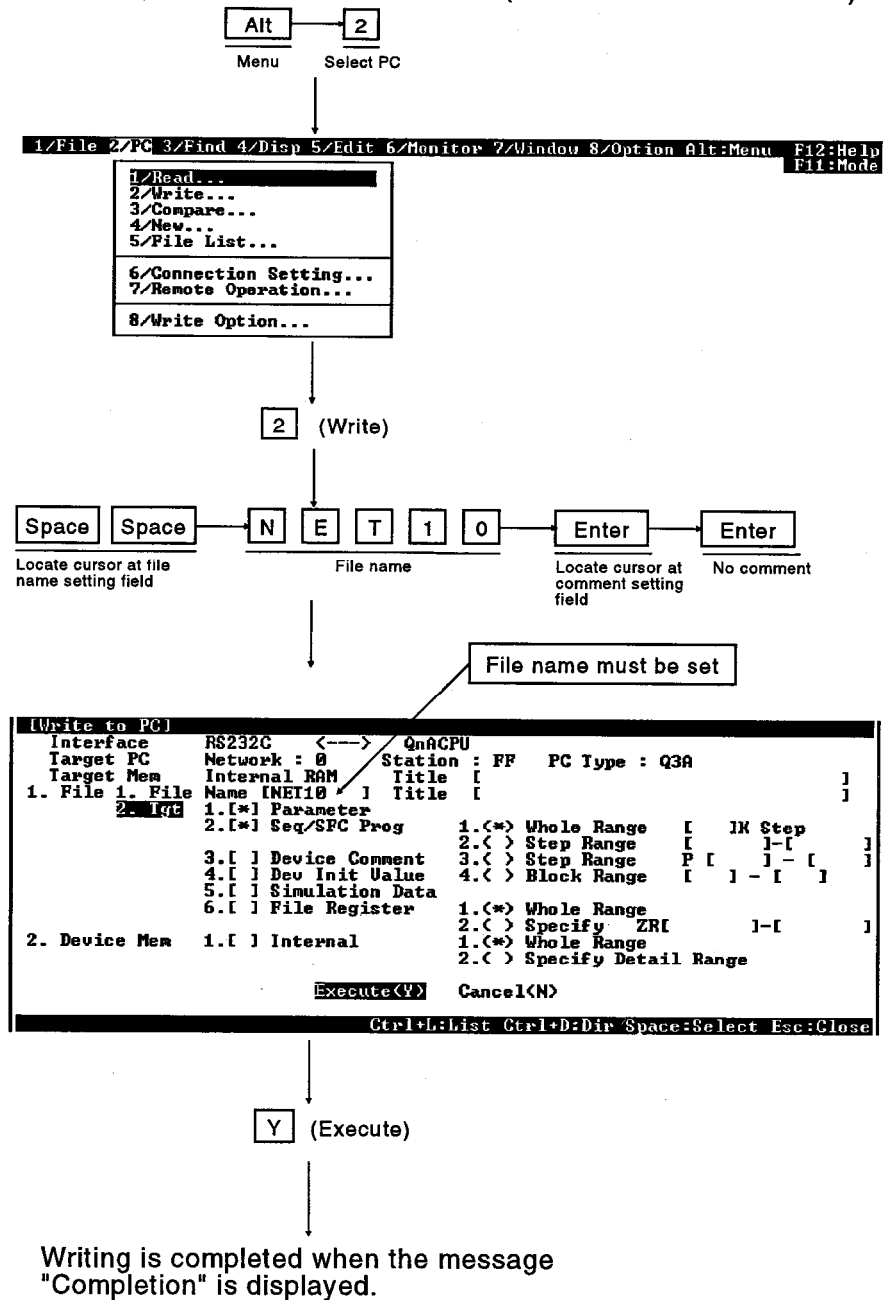 Alt 2
Menu Select PC
1/File 2/PC 3/Find 4/Disp 5/Edit 6/Monitor 7/Window 8/Option Alt:Menu F12:Help
F11:Mode
1/Read...
2/Write...
3/Compare...
4/New...
5/File List...
6/Connection Setting...
7/Remote Operation...
8/Write Option...
2 (Write)
Space Space N E T 1 0 Enter Enter
Locate cursor at file
name setting field
File name
Locate cursor at
comment setting
field
No comment
File name must be set
[Write to PC]
Interface RS232C <---> QnACPU
Target PC Network : 0 Station : FF PC Type : Q3A
Target Mem Internal RAM Title [ ]
1. File 1. File Name [NET10 ] Title [ ]
2. Tgt 1.[*] Parameter
2.[*] Seq/SFC Prog 1.(*) Whole Range [ ]K Step
2.( ) Step Range [ ]-[ ]
3.[ ] Device Comment 3.( ) Step Range P [ ] - [ ]
4.[ ] Dev Init Value 4.( ) Block Range [ ] - [ ]
5.[ ] Simulation Data
6.[ ] File Register 1.(*) Whole Range
2.( ) Specify ZR[ ]-[ ]
2. Device Mem 1.[ ] Internal 1.(*) Whole Range
2.( ) Specify Detail Range
Execute(Y) Cancel(N)
Ctrl+L:List Ctrl+D:Dir Space:Select Esc:Close
Y (Execute)
Writing is completed when the message
"Completion" is displayed.